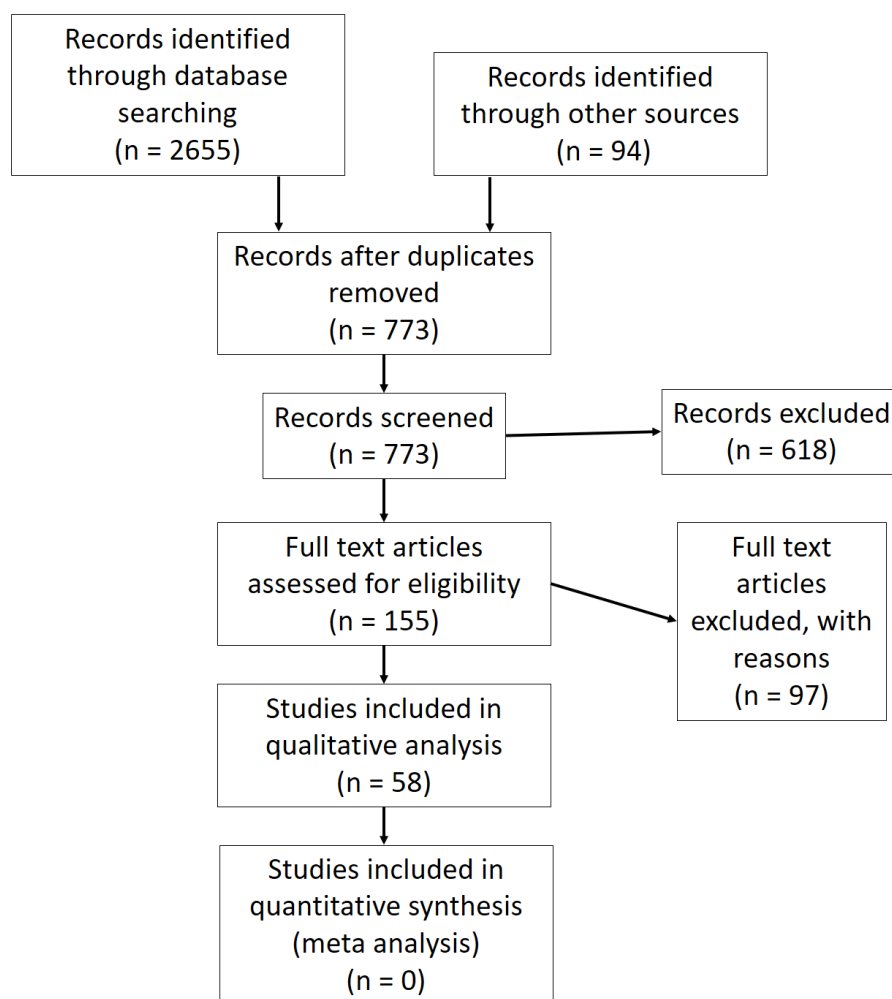 Records identified
through database
searching
(n = 2655)
Records identified
through other sources
(n = 94)
Records after duplicates
removed
(n = 773)
Records screened
(n = 773)
Records excluded
(n = 618)
Full text articles
assessed for eligibility
(n = 155)
Full text
articles
excluded, with
reasons
(n = 97)
Studies included in
qualitative analysis
(n = 58)
Studies included in
quantitative synthesis
(meta analysis)
(n = 0)